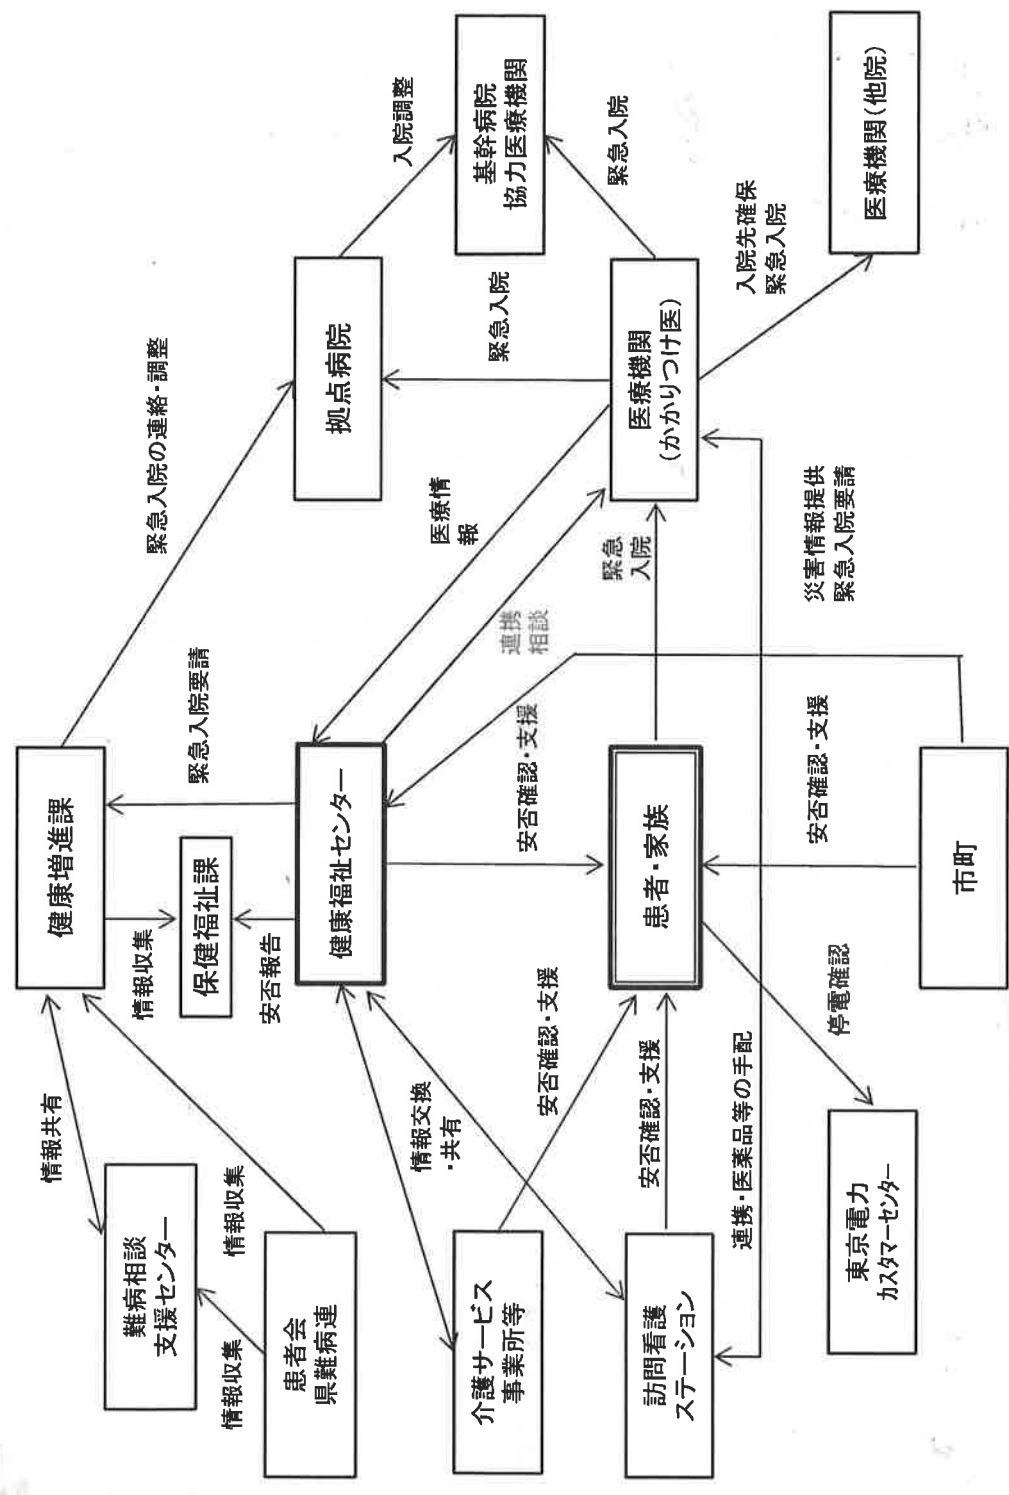 難病相談
支援センター
患者会
県難病連
介護サービス
事業所等
訪問看護
ステーション
東京電力
カスタマーセンター
情報共有
情報収集
情報収集
情報交換
・共有
安否確認・支援
安否確認・支援
連携・医薬品等の手配
停電確認
健康増進課
情報収集
保健福祉課
安否報告
健康福祉センター
患者・家族
市町
緊急入院要請
安否確認・支援
安否確認・支援
緊急入院の連絡・調整
医療情
報
連携
相談
緊急
入院
災害情報提供
緊急入院要請
拠点病院
緊急入院
医療機関
(かかりつけ医)
入院調整
緊急入院
入院先確保
緊急入院
基幹病院
協力医療機関
医療機関(他院)